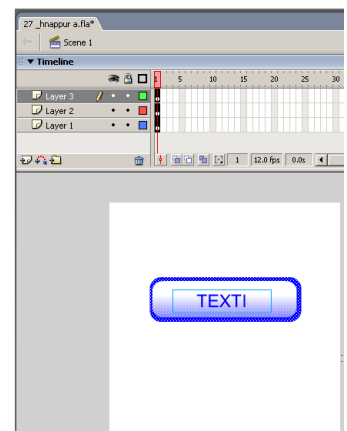 27 _hnappur a.fla*
Scene 1
Timeline
5 10 15 20 25 30
Layer 3
Layer 2
Layer 1
1 12.0 fps 0.0s
TEXTI